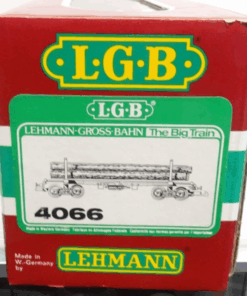 L·G·B
L·G·B
LEHMANN-GROSS-BAHN The Big Train
4066
Made in
W.-Germany
by
LEHMANN